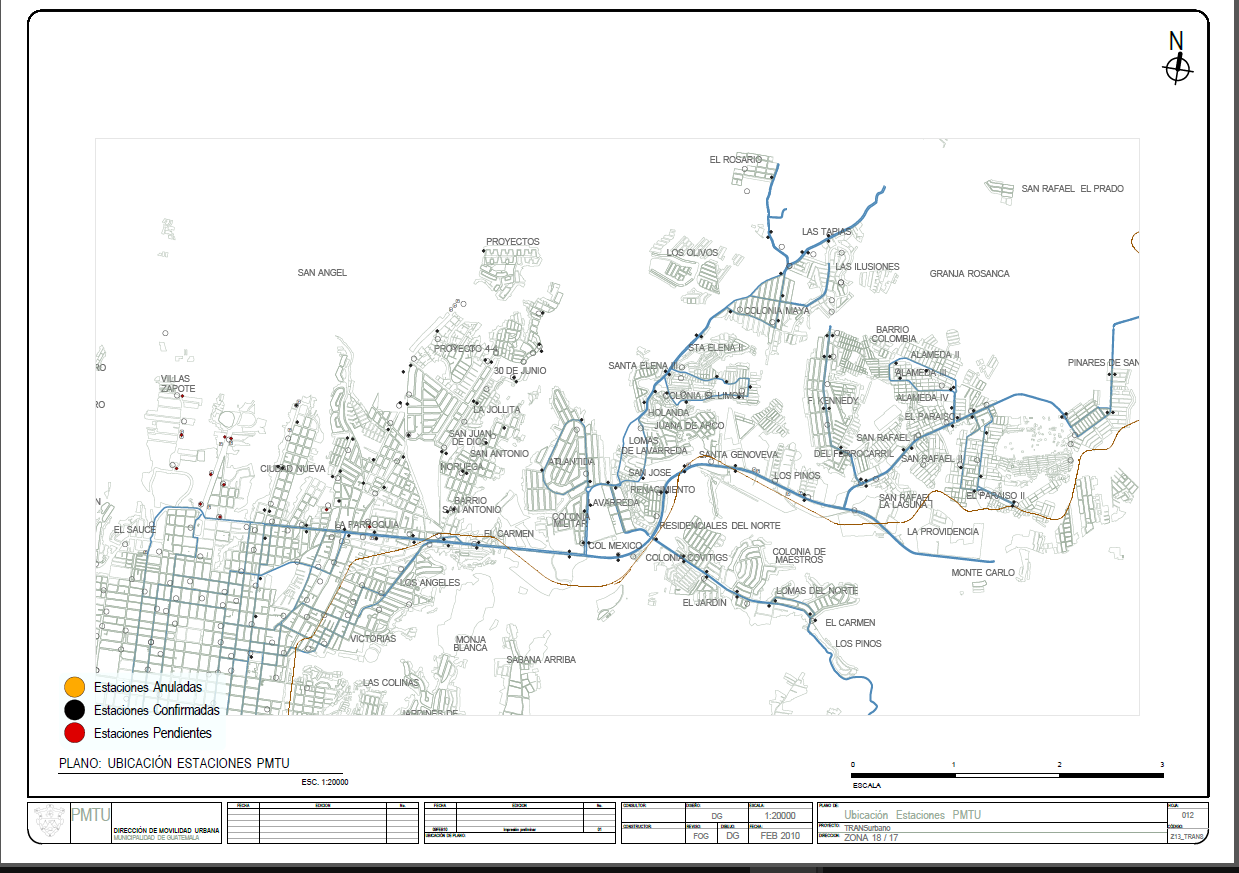 N
EL ROSARIO
SAN RAFAEL EL PRADO
LAS TAPIAS
PROYECTOS
LOS OLIVOS
SAN ANGEL
LAS ILUSIONES
GRANJA ROSANCA
COLONIA MAYA
BARRIO
COLOMBIA
PROYECTO 4-4
STA ELENA II
ALAMEDA II
SANTA ELENA III
PINARES DE SAN
RO
30 DE JUNIO
ALAMEDA III
VILLAS
ZAPOTE
COLONIA EL LIMON
ALAMEDA IV
F. KENNEDY
RO
LA JOLLITA
HOLANDA
EL PARAISO
JUANA DE ARCO
SAN JUAN
DE DIOS
LOMAS
DE LAVARREDA
SAN RAFAEL
SAN ANTONIO
SANTA GENOVEVA
DEL FERROCARRIL
SAN RAFAEL II
ATLANTIDA
CIUDAD NUEVA
NORUEGA
SAN JOSE
LOS PINOS
RENACIMIENTO
N
BARRIO
SAN ANTONIO
LAVARREDA
SAN RAFAEL
LA LAGUNA I
EL PARAISO II
COLONIA
MILITAR
EL SAUCE
LA PARROQUIA
EL CARMEN
RESIDENCIALES DEL NORTE
LA PROVIDENCIA
COL MEXICO
COLONIA COVITIGS
COLONIA DE
MAESTROS
MONTE CARLO
LOS ANGELES
LOMAS DEL NORTE
EL JARDIN
EL CARMEN
VICTORIAS
MONJA
BLANCA
LOS PINOS
SABANA ARRIBA
LAS COLINAS
JARDINES DE
Estaciones Anuladas
Estaciones Confirmadas
Estaciones Pendientes
PLANO: UBICACIÓN ESTACIONES PMTU
ESC. 1:20000
0 1 2 3
ESCALA
PMTU
DIRECCIÓN DE MOVILIDAD URBANA
MUNICIPALIDAD DE GUATEMALA
FECHA EDICION No.
FECHA EDICION No.
Impresión preliminar 01
UBICACIÓN DE PLANO:
CONSULTOR: DISEÑO: ESCALA:
DG 1:20000
CONSTRUCTOR: REVISO: DIBUJO: FECHA:
FOG DG FEB 2010
PLANO DE: Ubicación Estaciones PMTU
PROYECTO: TRANSurbano
DIRECCION: ZONA 18 / 17
HOJA:
012
CÓDIGO:
Z13_TRANS